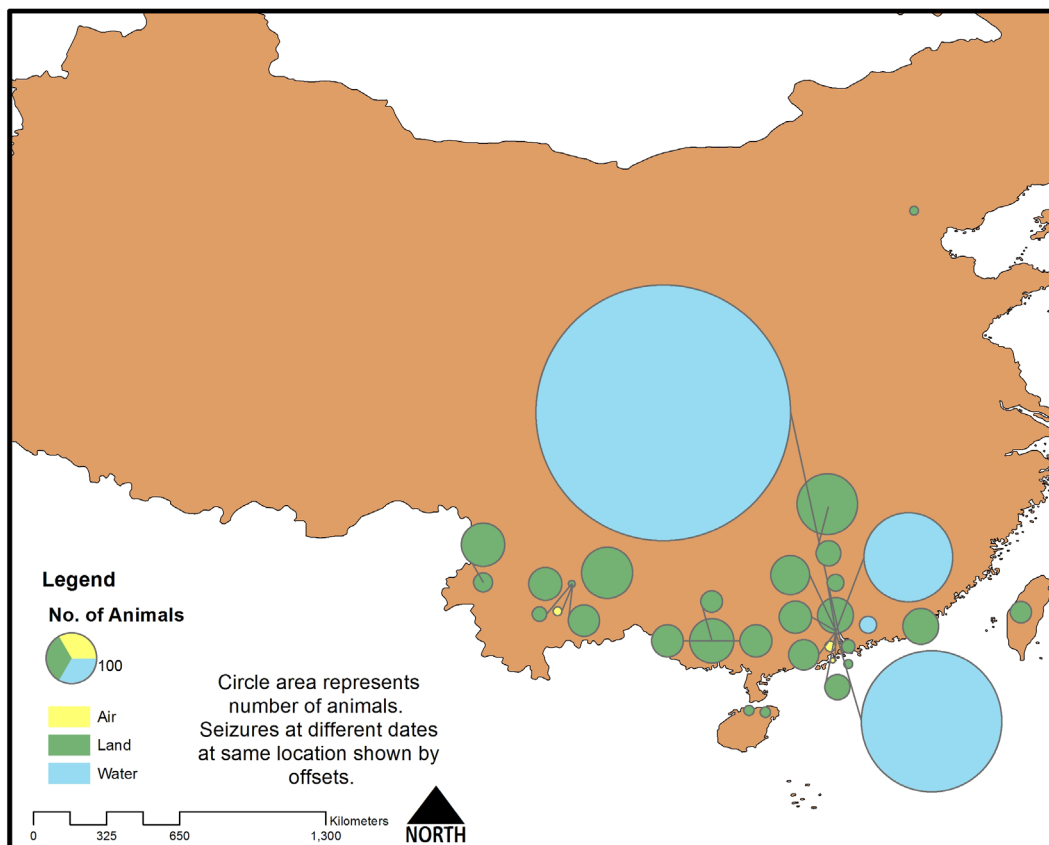 Legend
No. of Animals
100
Air
Land
Water
Circle area represents
number of animals.
Seizures at different dates
at same location shown by
offsets.
Kilometers
0 325 650 1,300
NORTH